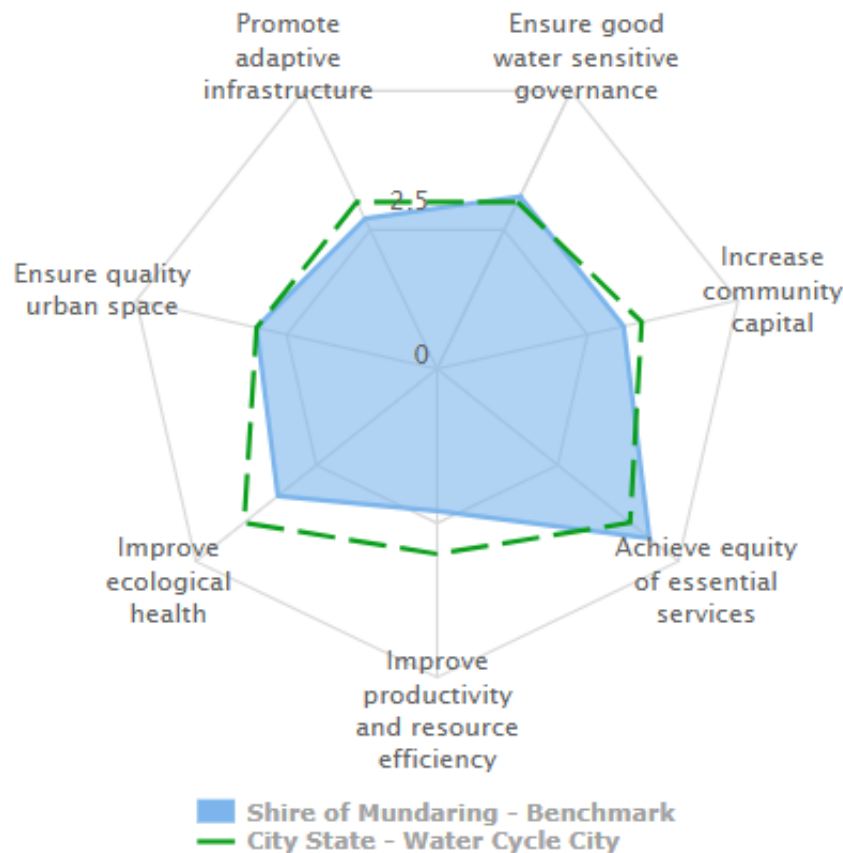 Promote
adaptive
infrastructure
Ensure good
water sensitive
governance
2.5
Ensure quality
urban space
Increase
community
capital
0
Improve
ecological
health
Achieve equity
of essential
services
Improve
productivity
and resource
efficiency
Shire of Mundaring - Benchmark
City State - Water Cycle City